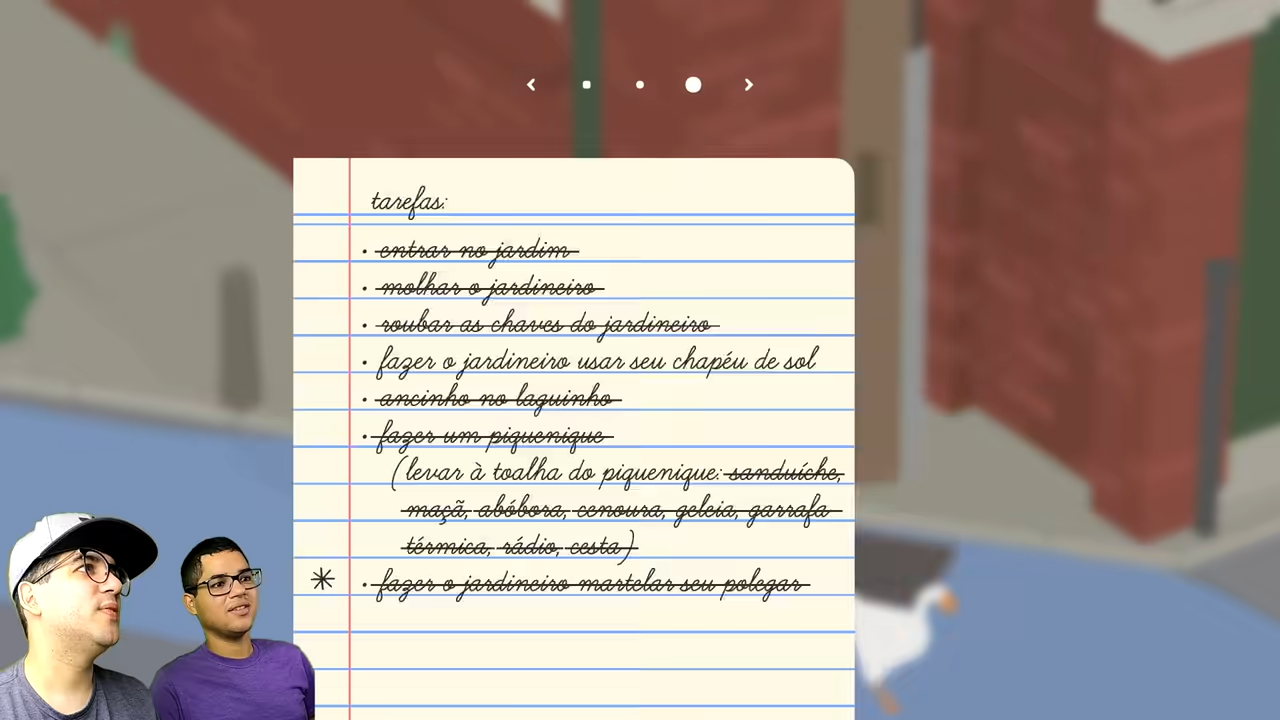 tarefas:
• entrar no jardim
• molhar o jardineiro
• roubar as chaves do jardineiro
• fazer o jardineiro usar seu chapéu de sol
• ancinho no laguinho
• fazer um piquenique
(levar à toalha do piquenique: sanduíche,
maçã, abóbora, cenoura, geleia, garrafa
térmica, rádio, cesta)
• fazer o jardineiro martelar seu polegar